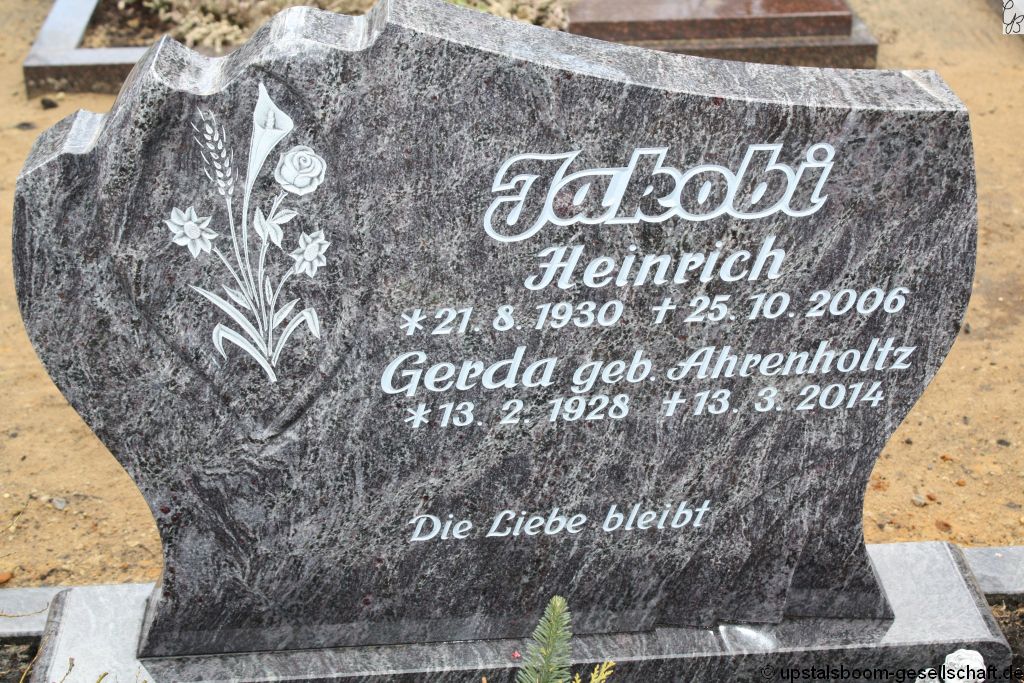 GB
Jakobi
Heinrich
* 21. 8. 1930 † 25. 10. 2006
Gerda geb. Ahrenholtz
* 13. 2. 1928 † 13. 3. 2014
Die Liebe bleibt
© upstalsboom-gesellschaft.de